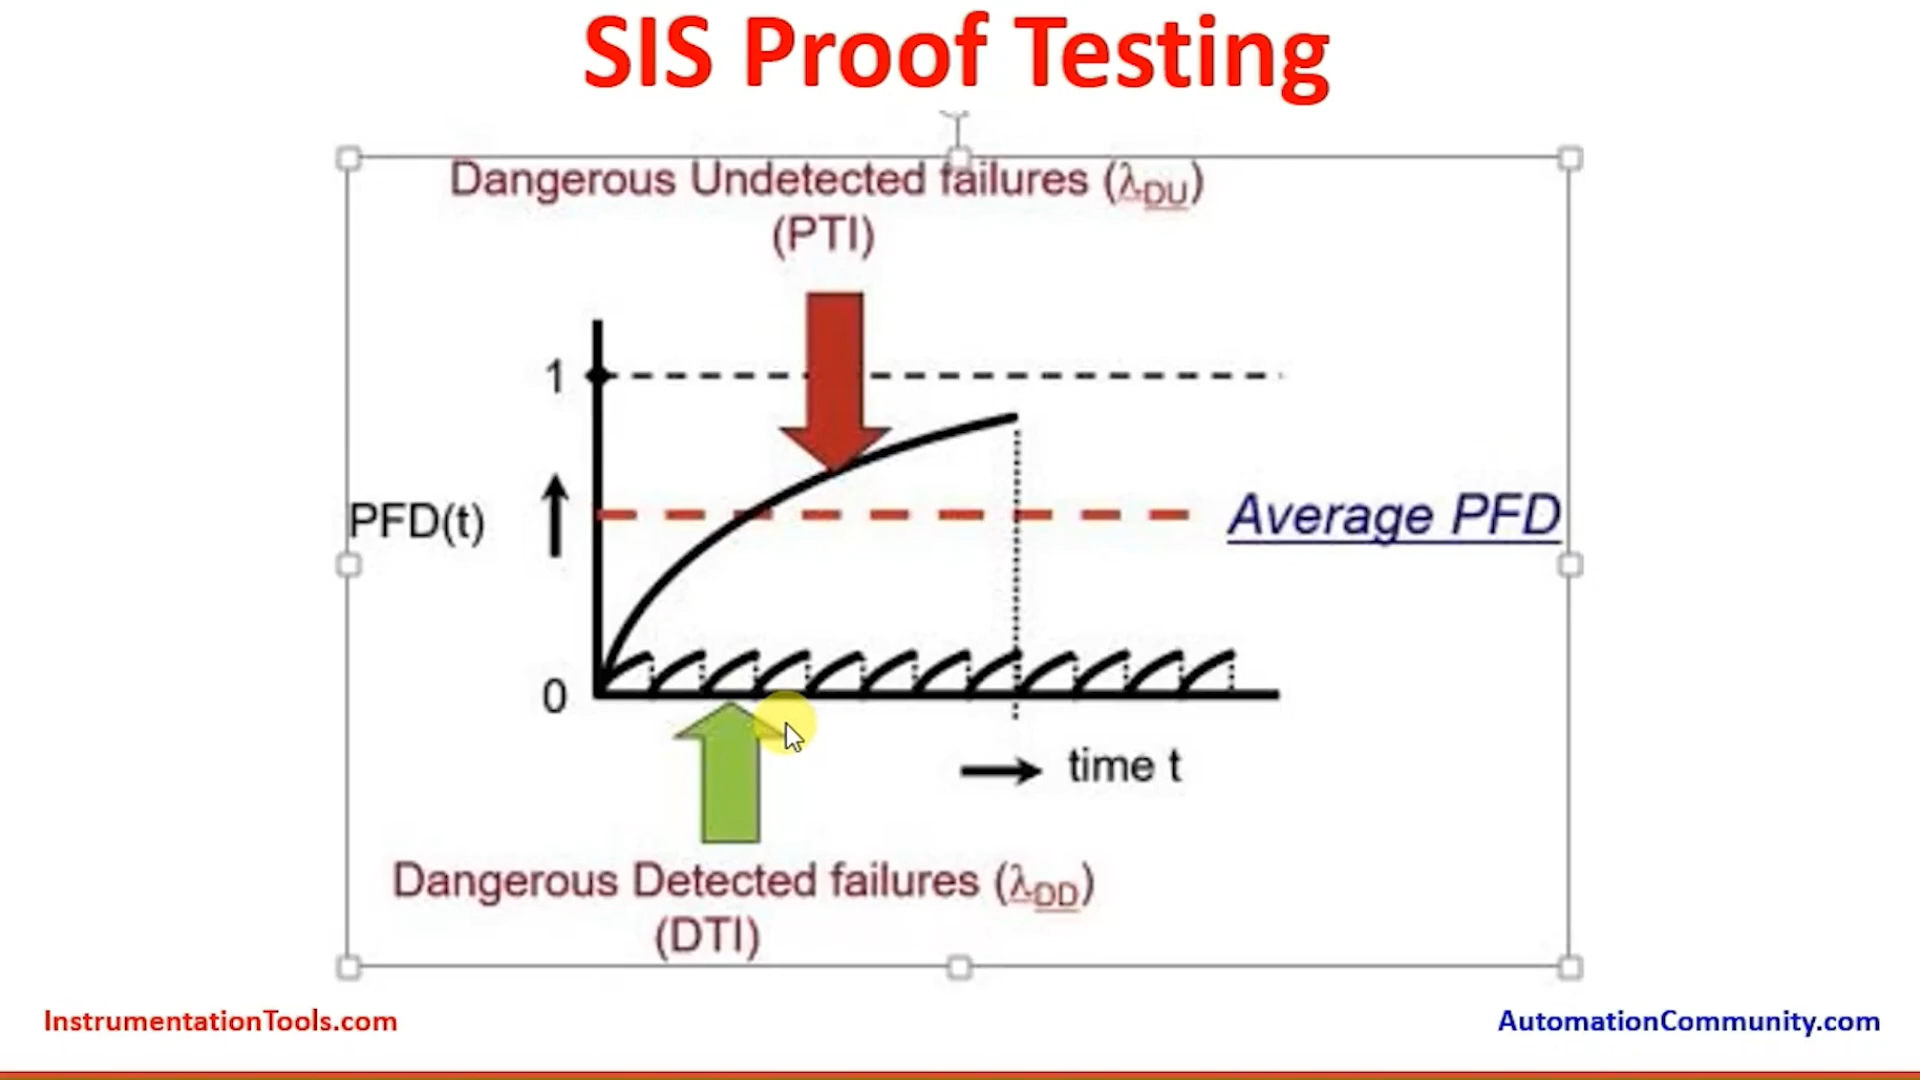 SIS Proof Testing
Dangerous Undetected failures (λDU)
(PTI)
1
PFD(t)
Average PFD
0
time t
Dangerous Detected failures (λDD)
(DTI)
InstrumentationTools.com
AutomationCommunity.com